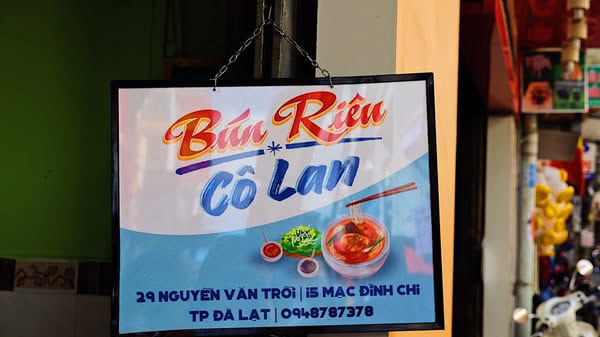 Bún Riêu
Cô Lan
29 NGUYỄN VĂN TRỖI | 15 MẠC ĐĨNH CHI
TP ĐÀ LẠT | 0948787378